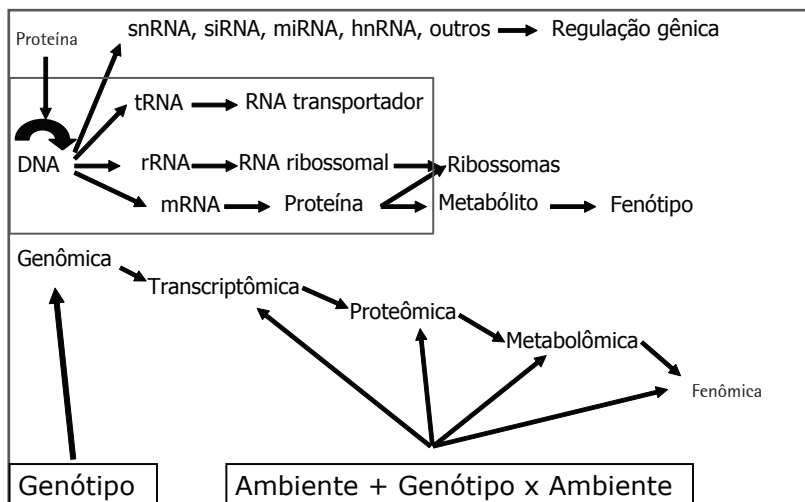 snRNA, siRNA, miRNA, hnRNA, outros Regulação gênica
Proteína
tRNA RNA transportador
DNA rRNA RNA ribossomal Ribossomas
mRNA Proteína Metabólito Fenótipo
Genômica
Transcriptômica
Proteômica
Metabolômica
Fenômica
Genótipo Ambiente + Genótipo x Ambiente